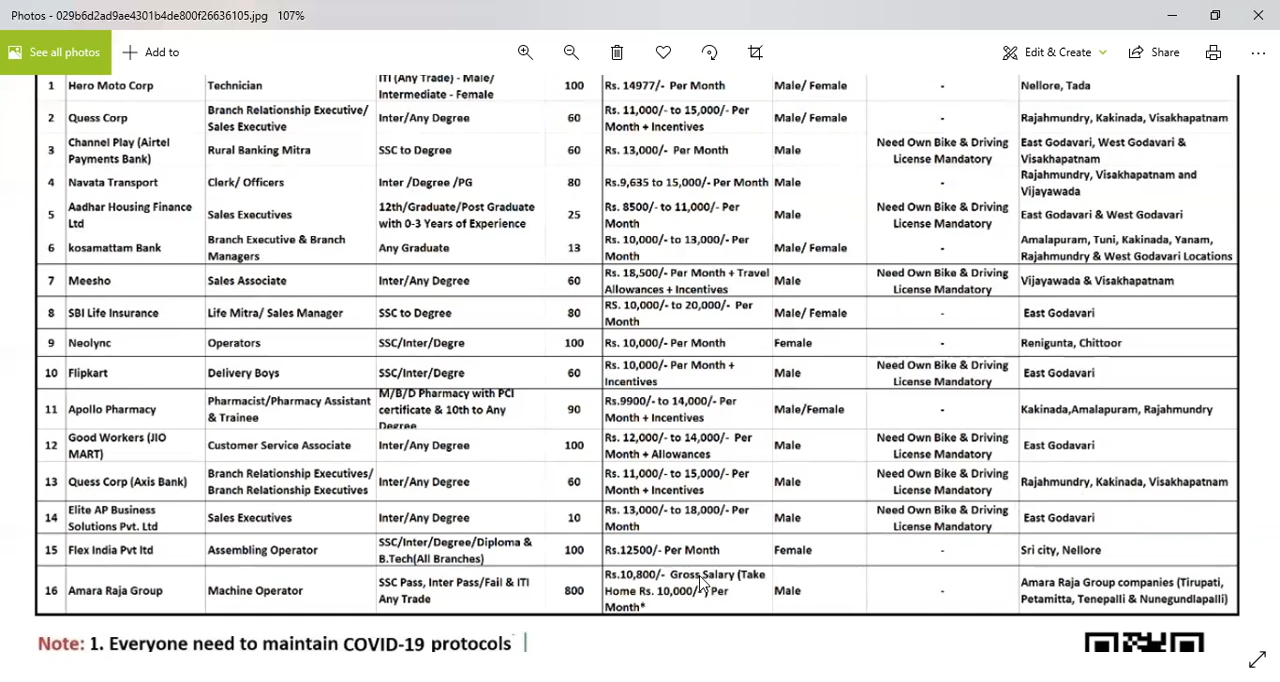 Photos - 029b6d2ad9ae4301b4de800f26636105.jpg 107%
See all photos Add to Edit & Create Share
1 Hero Moto Corp Technician ITI (Any Trade) - Male/ Intermediate - Female 100 Rs. 14977/- Per Month Male/ Female - Nellore, Tada
2 Quess Corp Branch Relationship Executive/ Sales Executive Inter/Any Degree 60 Rs. 11,000/- to 15,000/- Per Month + Incentives Male/ Female - Rajahmundry, Kakinada, Visakhapatnam
3 Channel Play (Airtel Payments Bank) Rural Banking Mitra SSC to Degree 60 Rs. 13,000/- Per Month Male Need Own Bike & Driving License Mandatory East Godavari, West Godavari & Visakhapatnam
4 Navata Transport Clerk/ Officers Inter /Degree /PG 80 Rs.9,635 to 15,000/- Per Month Male - Rajahmundry, Visakhapatnam and Vijayawada
5 Aadhar Housing Finance Ltd Sales Executives 12th/Graduate/Post Graduate with 0-3 Years of Experience 25 Rs. 8500/- to 11,000/- Per Month Male Need Own Bike & Driving License Mandatory East Godavari & West Godavari
6 kosamattam Bank Branch Executive & Branch Managers Any Graduate 13 Rs. 10,000/- to 13,000/- Per Month Male/ Female - Amalapuram, Tuni, Kakinada, Yanam, Rajahmundry & West Godavari Locations
7 Meesho Sales Associate Inter/Any Degree 60 Rs. 18,500/- Per Month + Travel Allowances + Incentives Male Need Own Bike & Driving License Mandatory Vijayawada & Visakhapatnam
8 SBI Life Insurance Life Mitra/ Sales Manager SSC to Degree 80 RS. 10,000/- to 20,000/- Per Month Male/ Female - East Godavari
9 Neolync Operators SSC/Inter/Degre 100 Rs. 10,000/- Per Month Female - Renigunta, Chittoor
10 Flipkart Delivery Boys SSC/Inter/Degre 60 Rs. 10,000/- Per Month + Incentives Male Need Own Bike & Driving License Mandatory East Godavari
11 Apollo Pharmacy Pharmacist/Pharmacy Assistant & Trainee M/B/D Pharmacy with PCI certificate & 10th to Any Degree 90 Rs.9900/- to 14,000/- Per Month + Incentives Male/Female - Kakinada,Amalapuram, Rajahmundry
12 Good Workers (JIO MART) Customer Service Associate Inter/Any Degree 100 Rs. 12,000/- to 14,000/- Per Month + Allowances Male Need Own Bike & Driving License Mandatory East Godavari
13 Quess Corp (Axis Bank) Branch Relationship Executives/ Branch Relationship Executives Inter/Any Degree 60 Rs. 11,000/- to 15,000/- Per Month + Incentives Male Need Own Bike & Driving License Mandatory Rajahmundry, Kakinada, Visakhapatnam
14 Elite AP Business Solutions Pvt. Ltd Sales Executives Inter/Any Degree 10 Rs. 13,000/- to 18,000/- Per Month Male Need Own Bike & Driving License Mandatory East Godavari
15 Flex India Pvt ltd Assembling Operator SSC/Inter/Degree/Diploma & B.Tech(All Branches) 100 Rs.12500/- Per Month Female - Sri city, Nellore
16 Amara Raja Group Machine Operator SSC Pass, Inter Pass/Fail & ITI Any Trade 800 Rs.10,800/- Gross Salary (Take Home Rs. 10,000/-) Per Month* Male - Amara Raja Group companies (Tirupati, Petamitta, Tenepalli & Nunegundlapalli)
Note: 1. Everyone need to maintain COVID-19 protocols